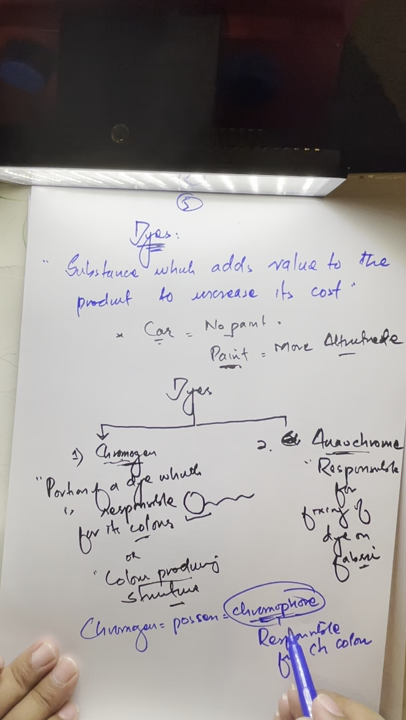 5
Dyes:
"Substance which adds value to the
product to increase its cost"
* Car = No paint.
Paint = More
Dyes
1) Chromogen
"Portion of a dye which
is responsible
for its colour
or
"Colour producing
structure
2. Auxochrome
"Responsible
for
fixing of
dye on
fabric
Chromogen = possess = chromophore
Responsible
for colour